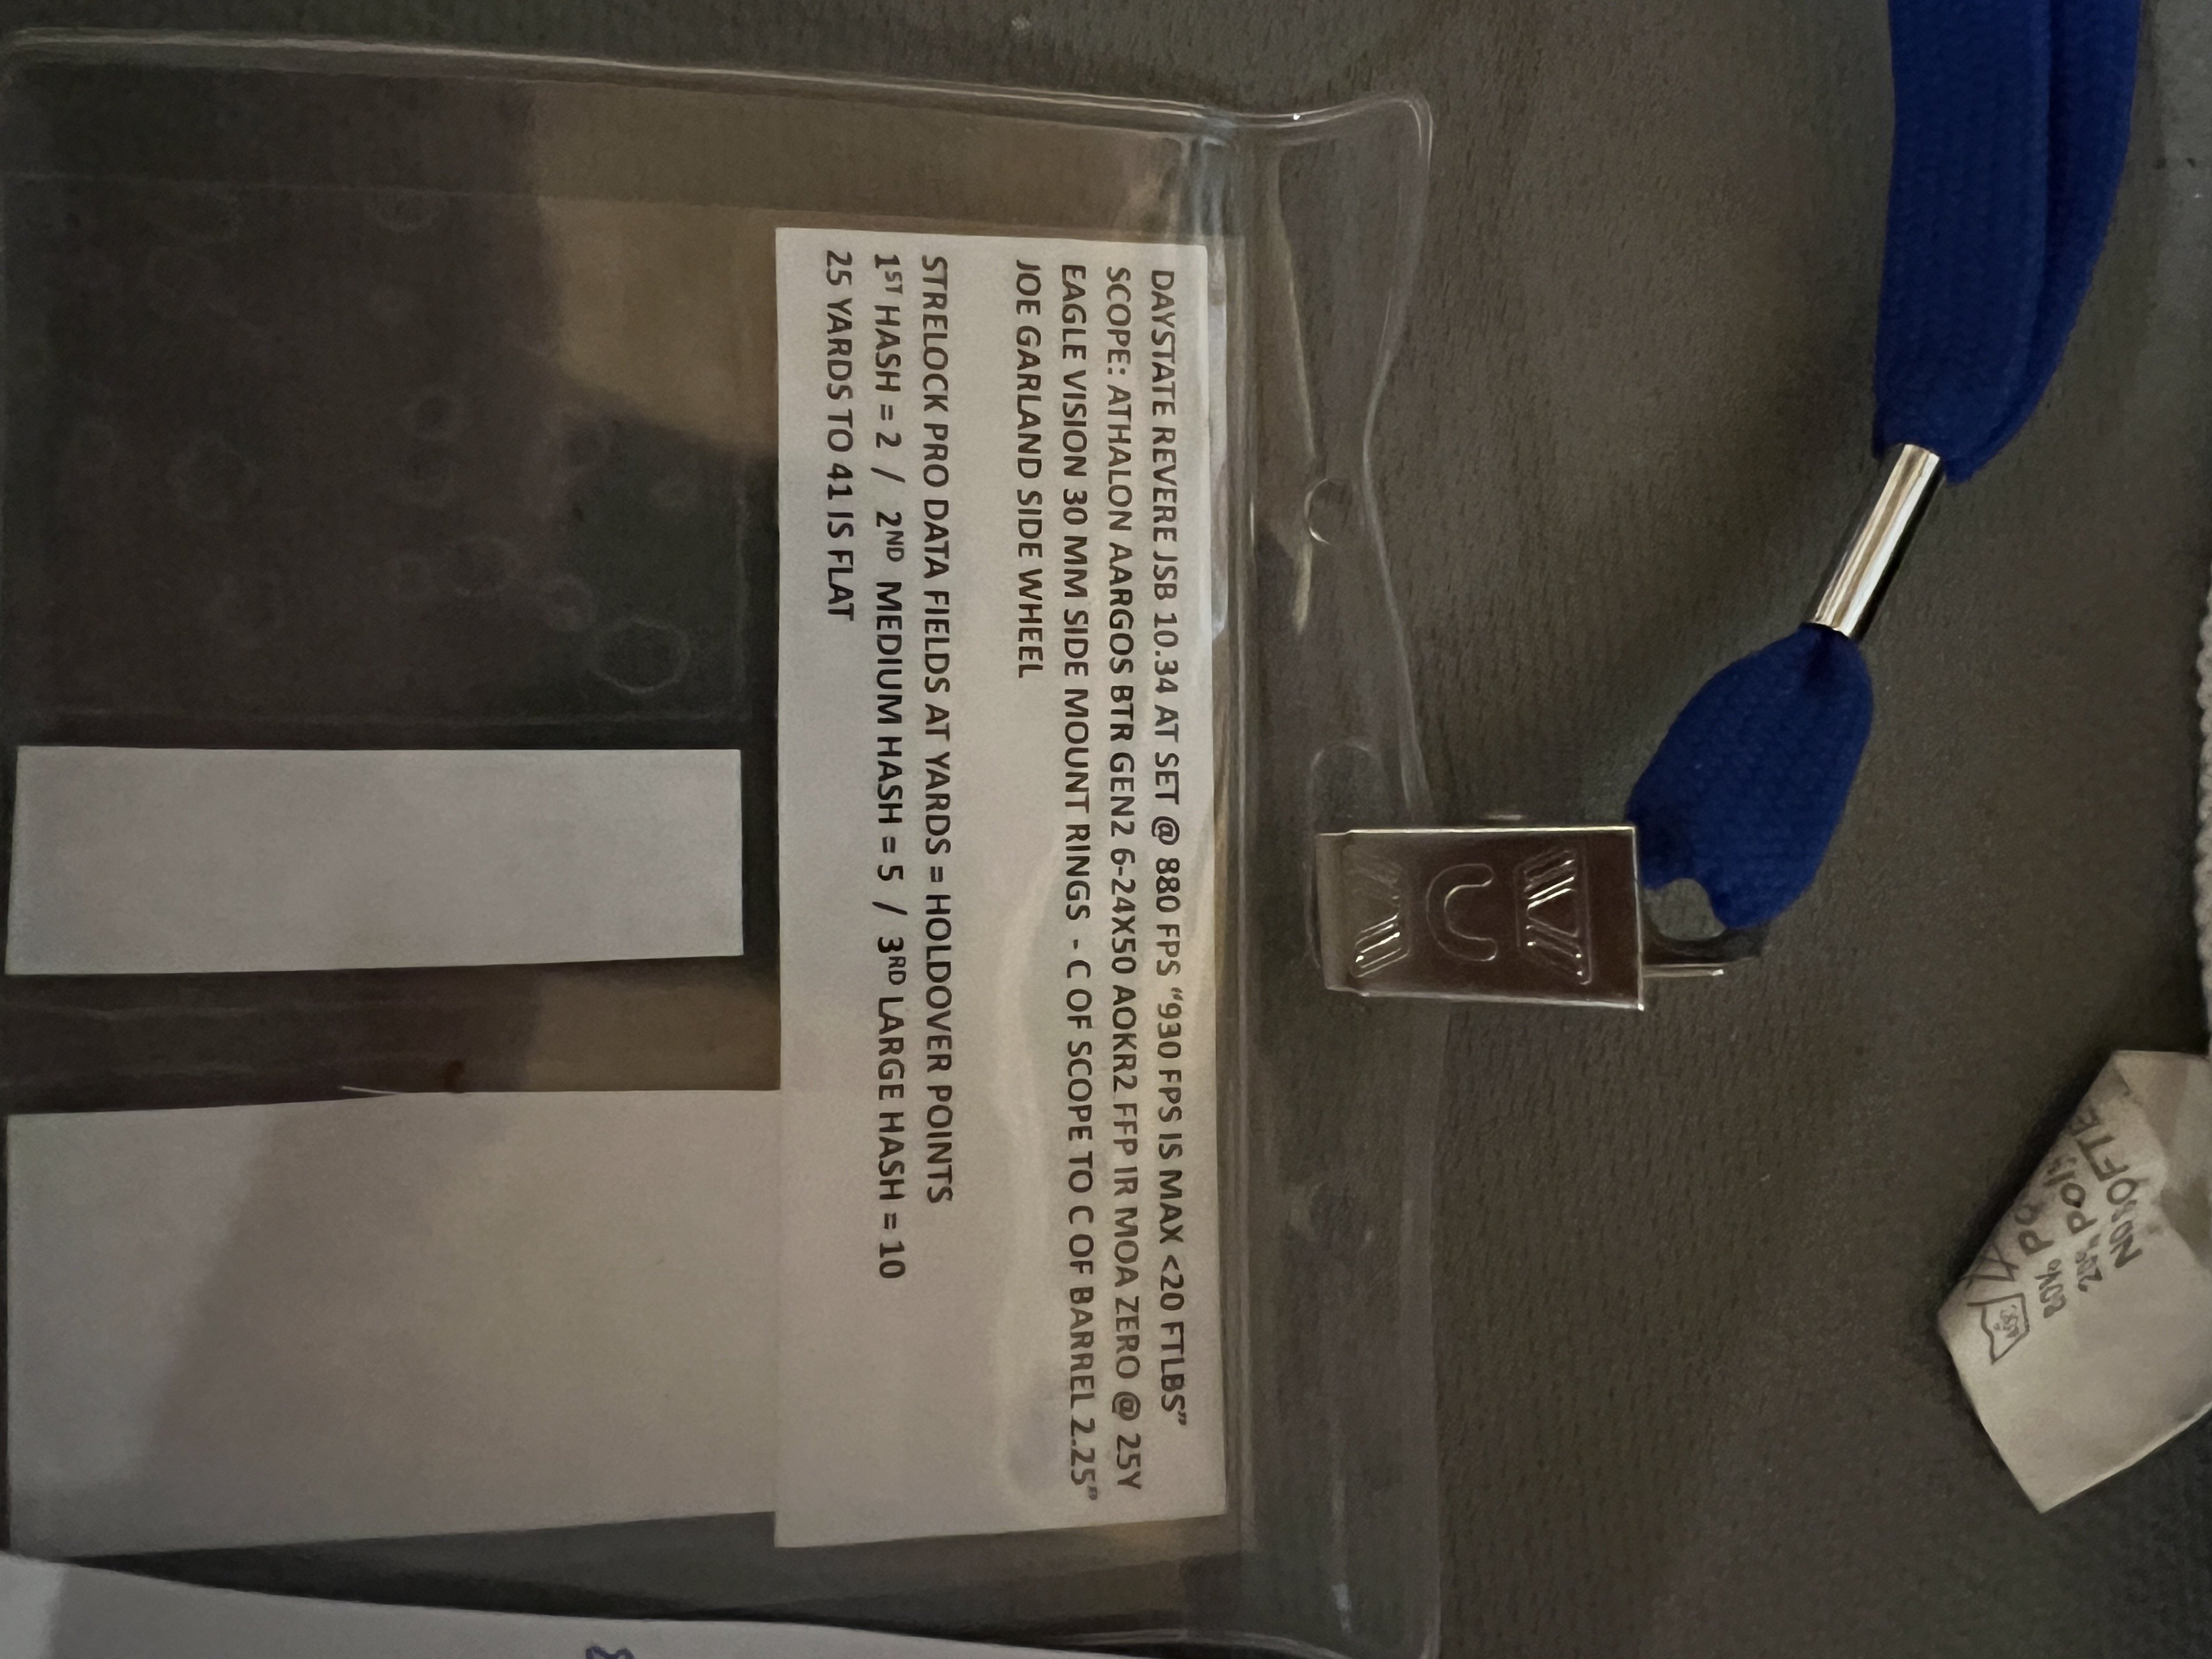 DAYSTATE REVERE JSB 10.34 AT SET @ 880 FPS “930 FPS IS MAX <20 FTLBS”
SCOPE: ATHALON AARGOS BTR GEN2 6-24X50 AOKR2 FFP IR MOA ZERO @ 25Y
EAGLE VISION 30 MM SIDE MOUNT RINGS - C OF SCOPE TO C OF BARREL 2.25”
JOE GARLAND SIDE WHEEL
STRELOCK PRO DATA FIELDS AT YARDS = HOLDOVER POINTS
1ST HASH = 2 / 2ND MEDIUM HASH = 5 / 3RD LARGE HASH = 10
25 YARDS TO 41 IS FLAT